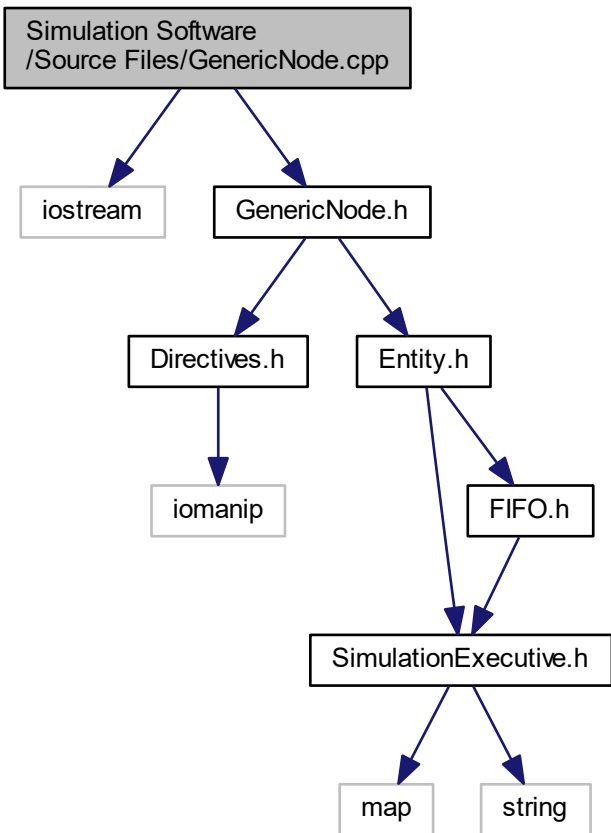 Simulation Software
/Source Files/GenericNode.cpp
iostream
GenericNode.h
Directives.h
Entity.h
iomanip
FIFO.h
SimulationExecutive.h
map
string